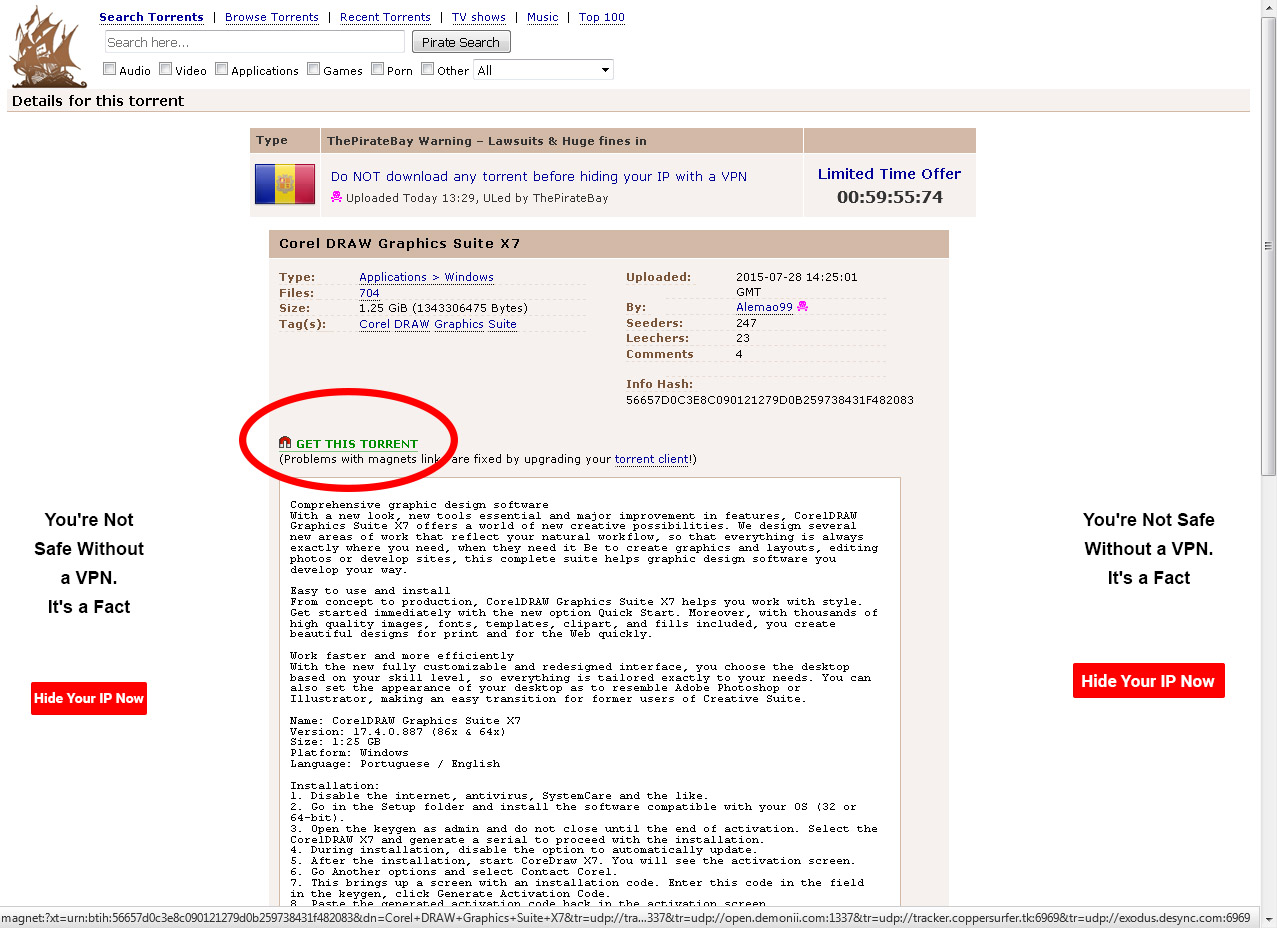 Search Torrents | Browse Torrents | Recent Torrents | TV shows | Music | Top 100
Search here... Pirate Search
Audio Video Applications Games Porn Other All
Details for this torrent
Type ThePirateBay Warning – Lawsuits & Huge fines in
Do NOT download any torrent before hiding your IP with a VPN
Uploaded Today 13:29, ULed by ThePirateBay
Limited Time Offer
00:59:55:74
Corel DRAW Graphics Suite X7
Type: Applications > Windows
Files: 704
Size: 1.25 GiB (1343306475 Bytes)
Tag(s): Corel DRAW Graphics Suite
Uploaded: 2015-07-28 14:25:01
GMT
By: Alemao99
Seeders: 247
Leechers: 23
Comments 4
Info Hash:
56657D0C3E8C090121279D0B259738431F482083
GET THIS TORRENT
(Problems with magnets link are fixed by upgrading your torrent client!)
You're Not
Safe Without
a VPN.
It's a Fact
Hide Your IP Now
Comprehensive graphic design software
With a new look, new tools essential and major improvement in features, CorelDRAW
Graphics Suite X7 offers a world of new creative possibilities. We design several
new areas of work that reflect your natural workflow, so that everything is always
exactly where you need, when they need it Be to create graphics and layouts, editing
photos or develop sites, this complete suite helps graphic design software you
develop your way.
Easy to use and install
From concept to production, CorelDRAW Graphics Suite X7 helps you work with style.
Get started immediately with the new option Quick Start. Moreover, with thousands of
high quality images, fonts, templates, clipart, and fills included, you create
beautiful designs for print and for the Web quickly.
Work faster and more efficiently
With the new fully customizable and redesigned interface, you choose the desktop
based on your skill level, so everything is tailored exactly to your needs. You can
also set the appearance of your desktop as to resemble Adobe Photoshop or
Illustrator, making an easy transition for former users of Creative Suite.
Name: CorelDRAW Graphics Suite X7
Version: 17.4.0.887 (86x & 64x)
Size: 1:25 GB
Platform: Windows
Language: Portuguese / English
Installation:
1. Disable the internet, antivirus, SystemCare and the like.
2. Go in the Setup folder and install the software compatible with your OS (32 or
64-bit).
3. Open the keygen as admin and do not close until the end of activation. Select the
CorelDRAW X7 and generate a serial to proceed with the installation.
4. During installation, disable the option to automatically update.
5. After the installation, start CoreDraw X7. You will see the activation screen.
6. Go Another options and select Contact Corel.
7. This brings up a screen with an installation code. Enter this code in the field
in the keygen, click Generate Activation Code.
8. Paste the generated activation code back in the activation screen
You're Not Safe
Without a VPN.
It's a Fact
Hide Your IP Now
magnet:?xt=urn:btih:56657d0c3e8c090121279d0b259738431f482083&dn=Corel+DRAW+Graphics+Suite+X7&tr=udp://tra...337&tr=udp://open.demonii.com:1337&tr=udp://tracker.coppersurfer.tk:6969&tr=udp://exodus.desync.com:6969